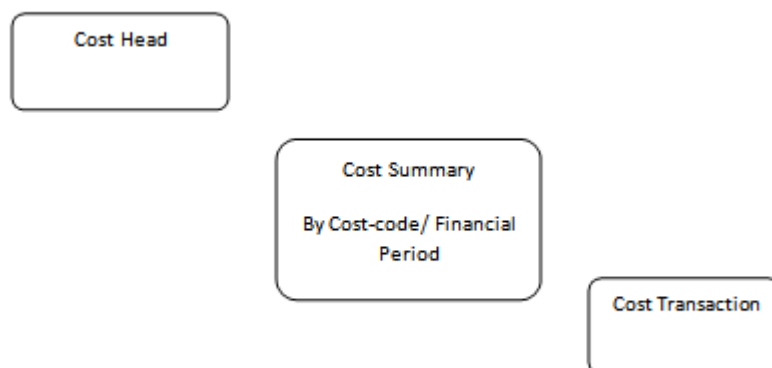 Cost Head
Cost Summary
By Cost-code/ Financial
Period
Cost Transaction